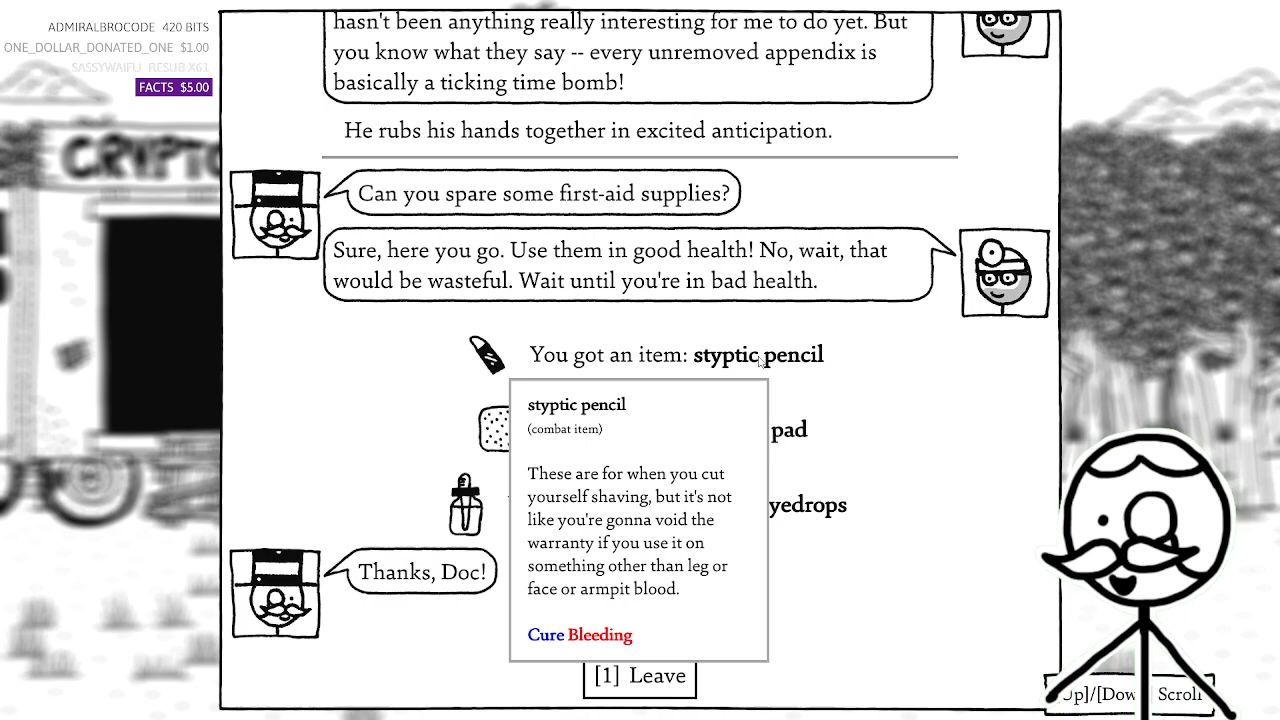 ADMIRALBROCODE 420 BITS
ONE_DOLLAR_DONATED_ONE $1.00
SASSYWAIFU RESUB X61
FACTS $5.00
CRYPTO
hasn't been anything really interesting for me to do yet. But
you know what they say -- every unremoved appendix is
basically a ticking time bomb!
He rubs his hands together in excited anticipation.
Can you spare some first-aid supplies?
Sure, here you go. Use them in good health! No, wait, that
would be wasteful. Wait until you're in bad health.
You got an item: styptic pencil
pad
yedrops
styptic pencil
(combat item)
These are for when you cut
yourself shaving, but it's not
like you're gonna void the
warranty if you use it on
something other than leg or
face or armpit blood.
Cure Bleeding
Thanks, Doc!
[1] Leave
Up]/[Dow Scroll